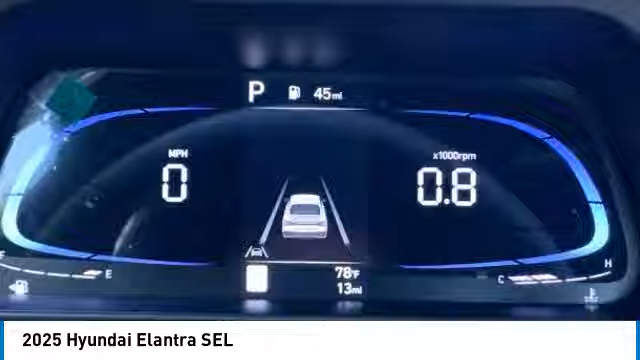 P 45mi
MPH
0
x1000rpm
0.8
F E
78°F
13mi
C H
2025 Hyundai Elantra SEL